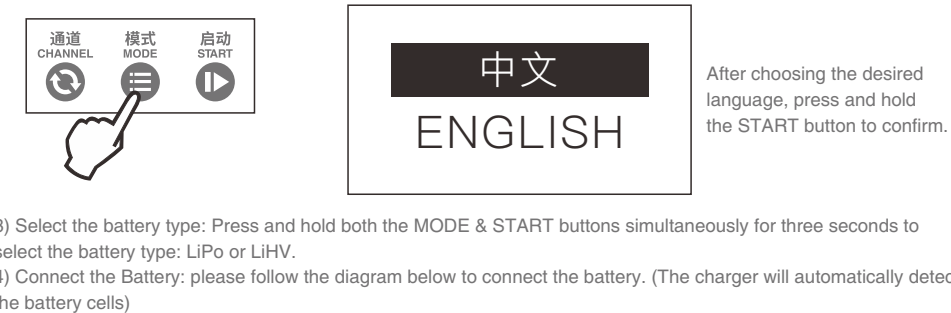 通道 模式 启动
CHANNEL MODE START
中文
ENGLISH
After choosing the desired
language, press and hold
the START button to confirm.
) Select the battery type: Press and hold both the MODE & START buttons simultaneously for three seconds to
select the battery type: LiPo or LiHV.
4) Connect the Battery: please follow the diagram below to connect the battery. (The charger will automatically detec
the battery cells)